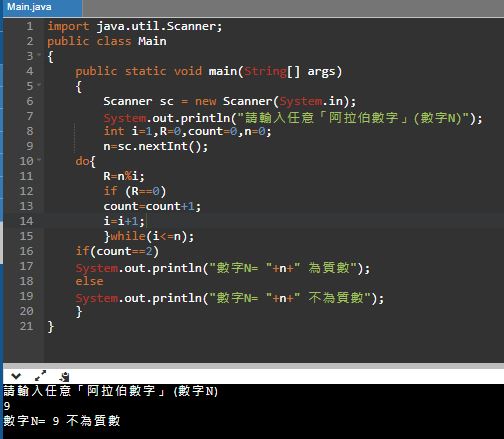 Main.java
1 import java.util.Scanner;
2 public class Main
3 {
4 public static void main(String[] args)
5 {
6 Scanner sc = new Scanner(System.in);
7 System.out.println("請輸入任意「阿拉伯數字」(數字N)");
8 int i=1,R=0,count=0,n=0;
9 n=sc.nextInt();
10 do{
11 R=n%i;
12 if (R==0)
13 count=count+1;
14 i=i+1;
15 }while(i<=n);
16 if(count==2)
17 System.out.println("數字N= "+n+" 為質數");
18 else
19 System.out.println("數字N= "+n+" 不為質數");
20 }
21 }
請輸入任意「阿拉伯數字」(數字N)
9
數字N= 9 不為質數